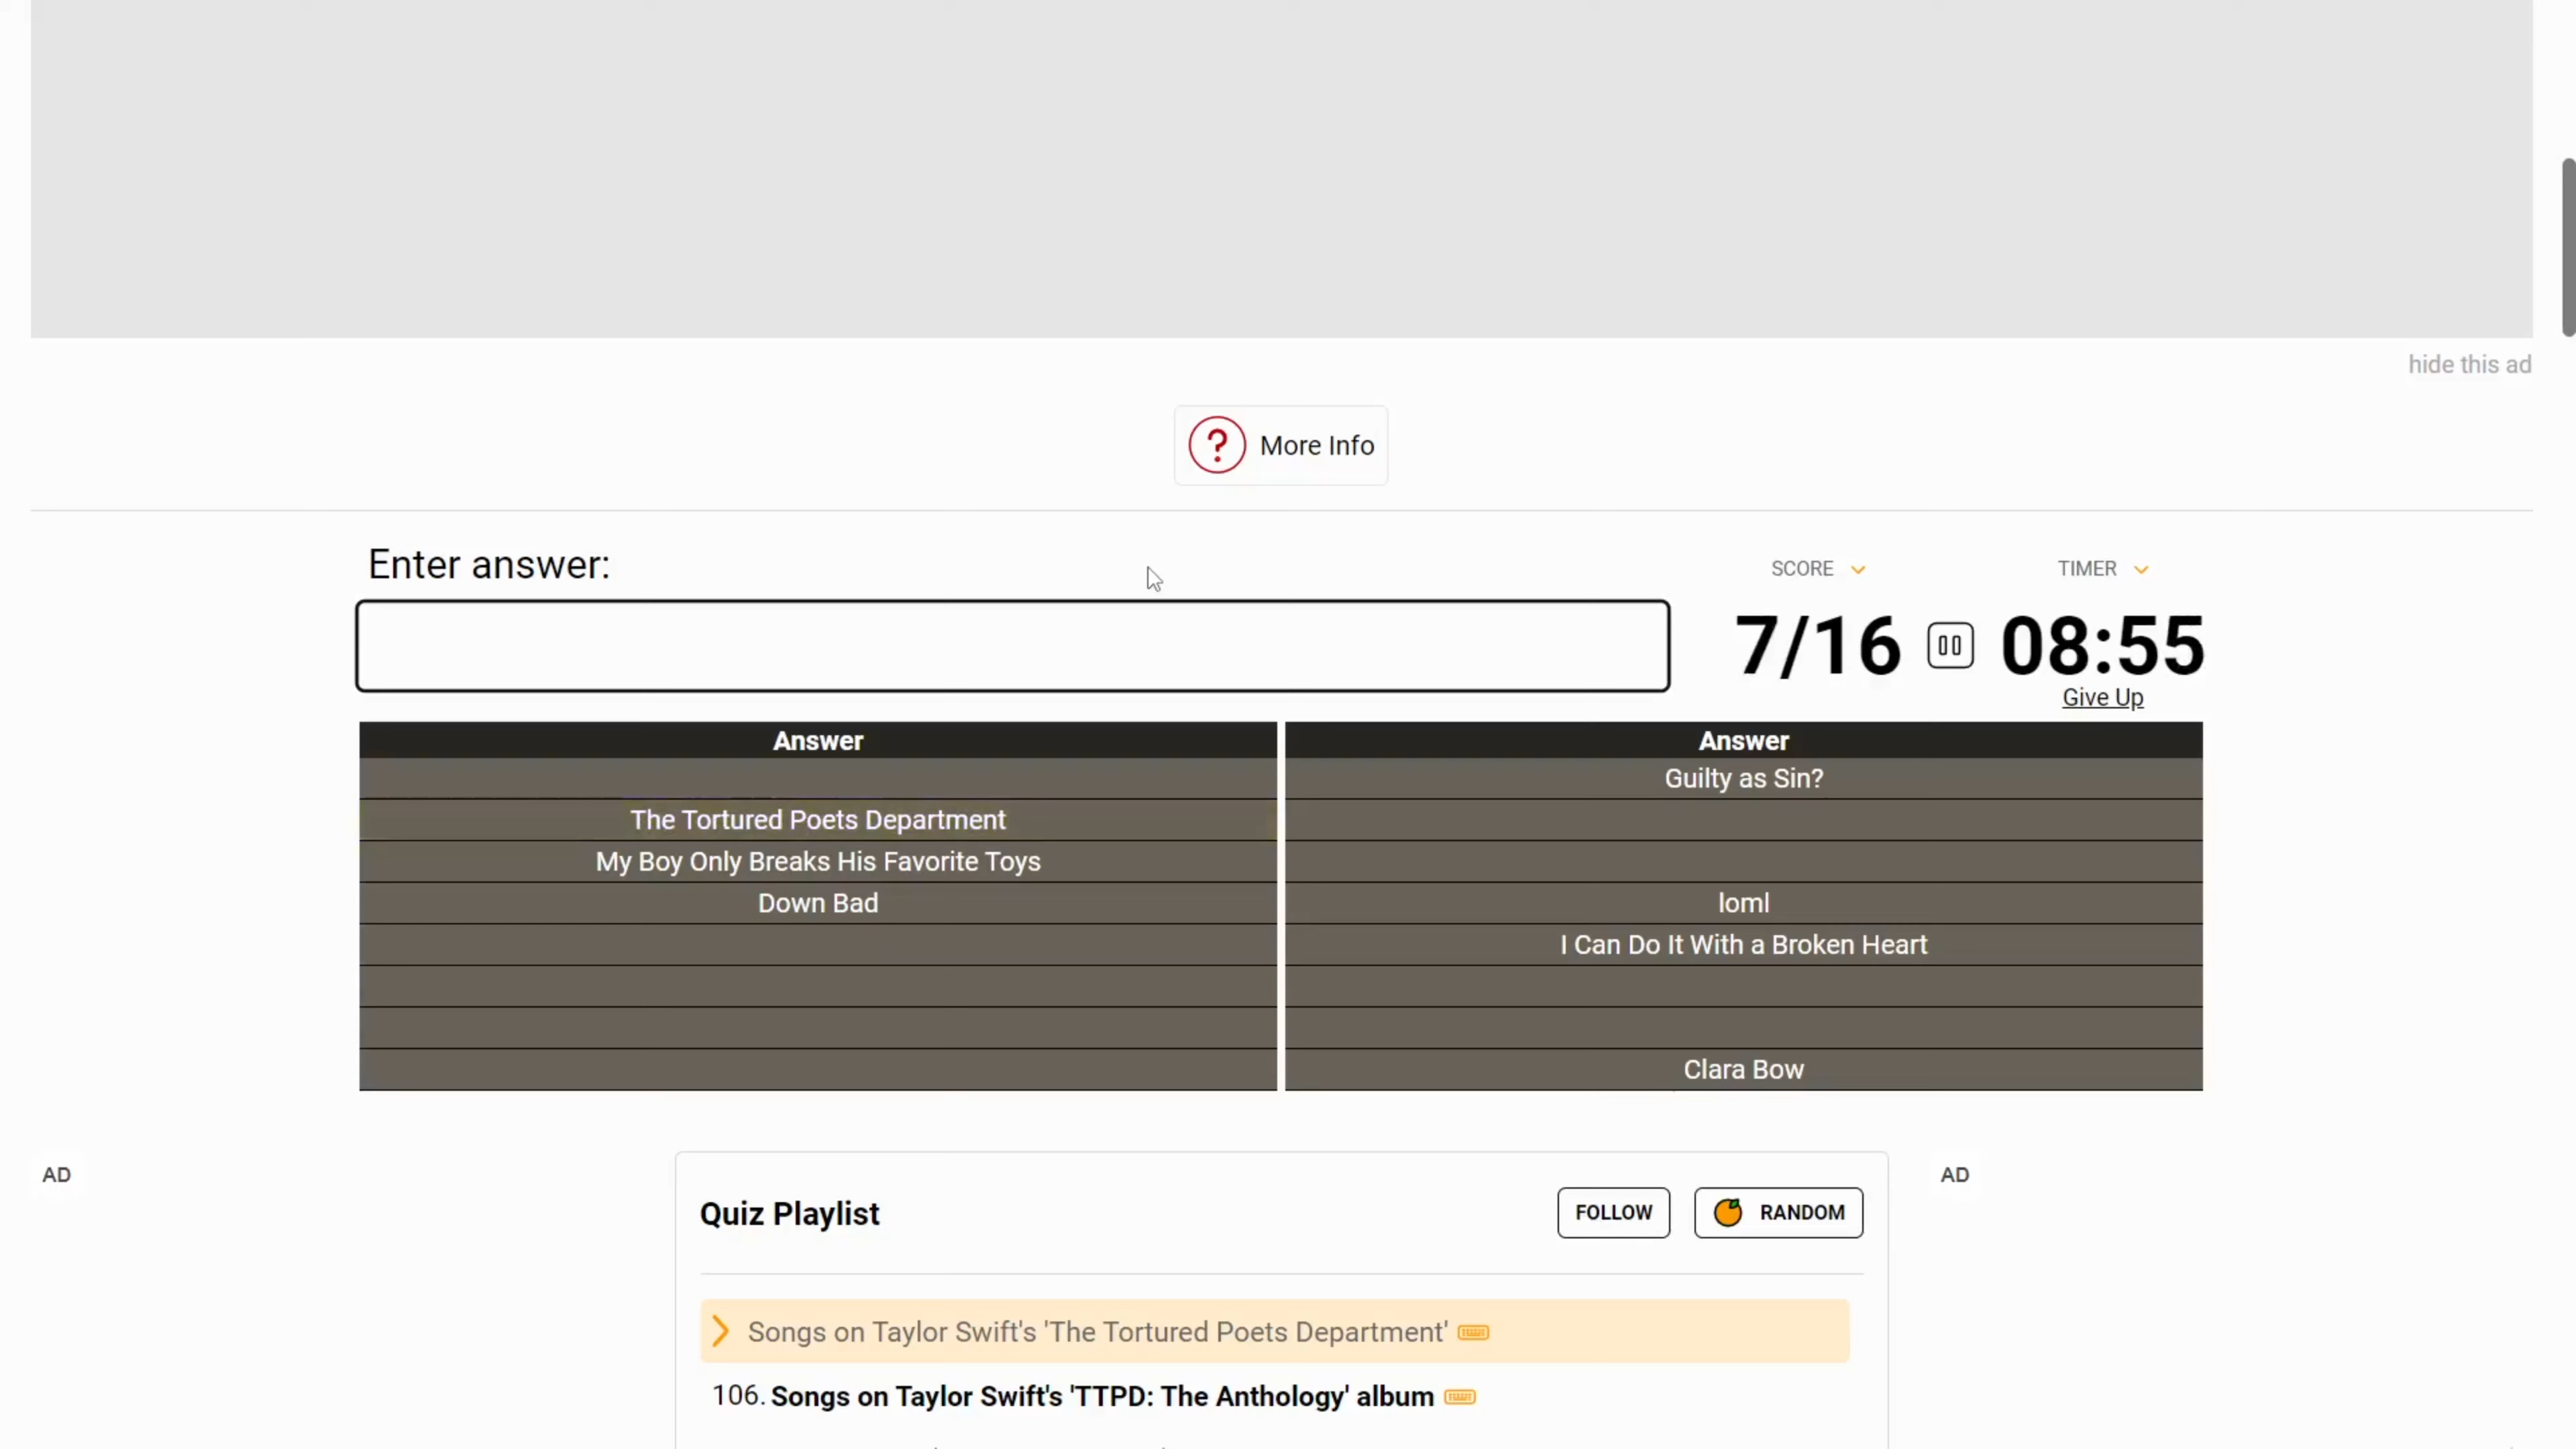 hide this ad
More Info
Enter answer:
SCORE
TIMER
7/16
08:55
Give Up
Answer
The Tortured Poets Department
My Boy Only Breaks His Favorite Toys
Down Bad
Answer
Guilty as Sin?
loml
I Can Do It With a Broken Heart
Clara Bow
AD
AD
Quiz Playlist
FOLLOW
RANDOM
Songs on Taylor Swift's 'The Tortured Poets Department'
106. Songs on Taylor Swift's 'TTPD: The Anthology' album